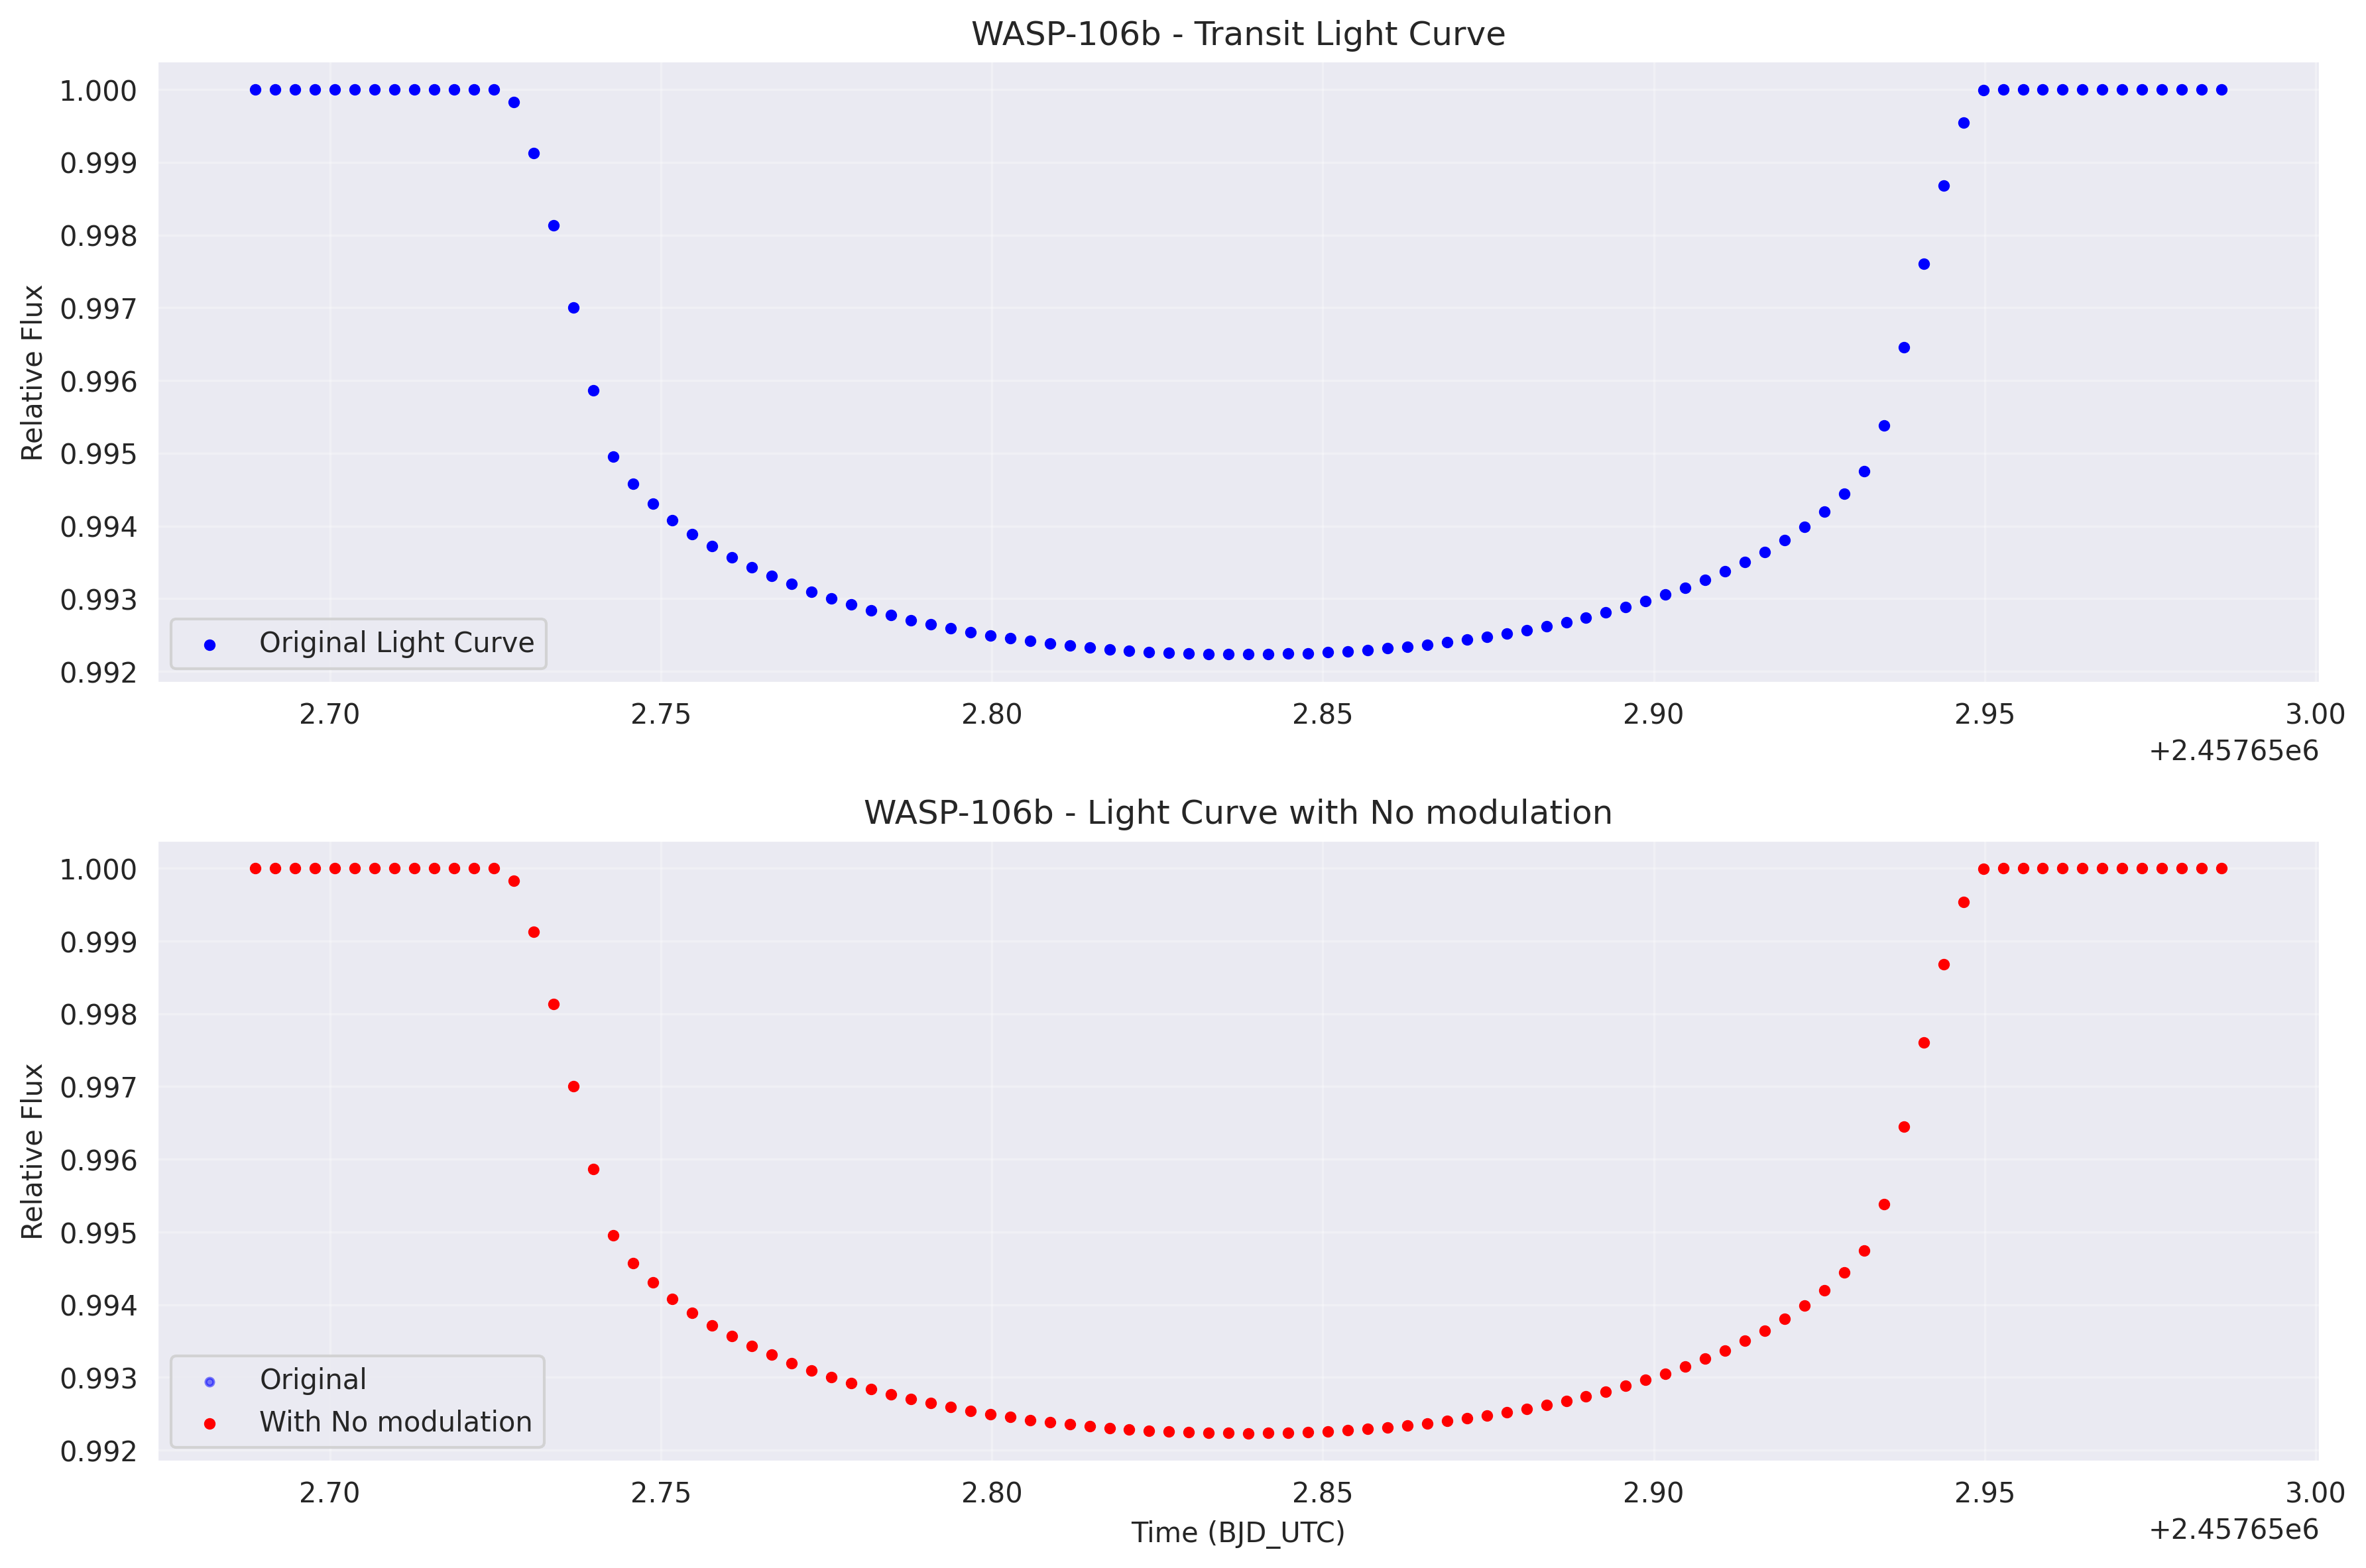 WASP-106b - Transit Light Curve
1.000
0.999
0.998
0.997
0.996
0.995
0.994
0.993
0.992
Relative Flux
Original Light Curve
2.70 2.75 2.80 2.85 2.90 2.95 3.00
+2.45765e6
WASP-106b - Light Curve with No modulation
1.000
0.999
0.998
0.997
0.996
0.995
0.994
0.993
0.992
Relative Flux
Original
With No modulation
2.70 2.75 2.80 2.85 2.90 2.95 3.00
Time (BJD_UTC)
+2.45765e6